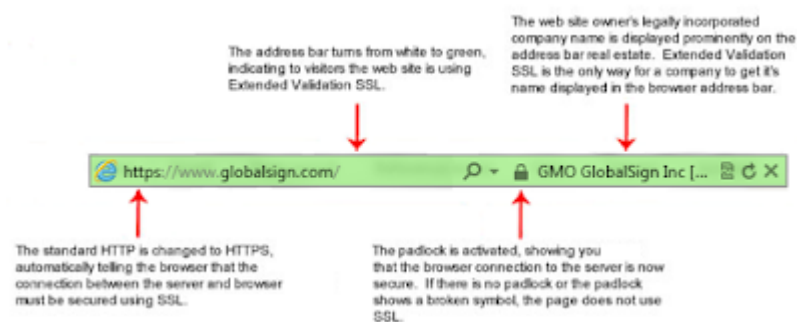 The web site owner's legally incorporated
company name is displayed prominently on the
address bar real estate. Extended Validation
SSL is the only way for a company to get it's
name displayed in the browser address bar.
The address bar turns from white to green,
indicating to visitors the web site is using
Extended Validation SSL.
https://www.globalsign.com/ GMO GlobalSign Inc [...
The standard HTTP is changed to HTTPS,
automatically telling the browser that the
connection between the server and browser
must be secured using SSL.
The padlock is activated, showing you
that the browser connection to the server is now
secure. If there is no padlock or the padlock
shows a broken symbol, the page does not use
SSL.